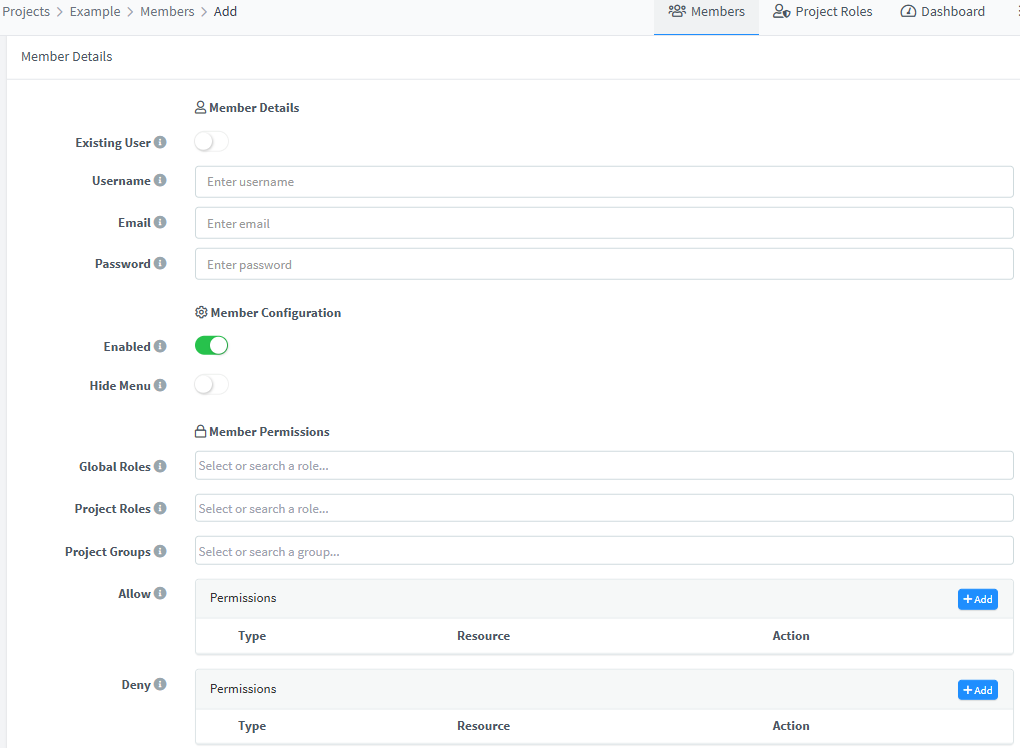 Projects > Example > Members > Add
Members
Project Roles
Dashboard
Member Details
Member Details
Existing User
Username
Enter username
Email
Enter email
Password
Enter password
Member Configuration
Enabled
Hide Menu
Member Permissions
Global Roles
Select or search a role...
Project Roles
Select or search a role...
Project Groups
Select or search a group...
Allow
Permissions
+ Add
Type Resource Action
Deny
Permissions
+ Add
Type Resource Action